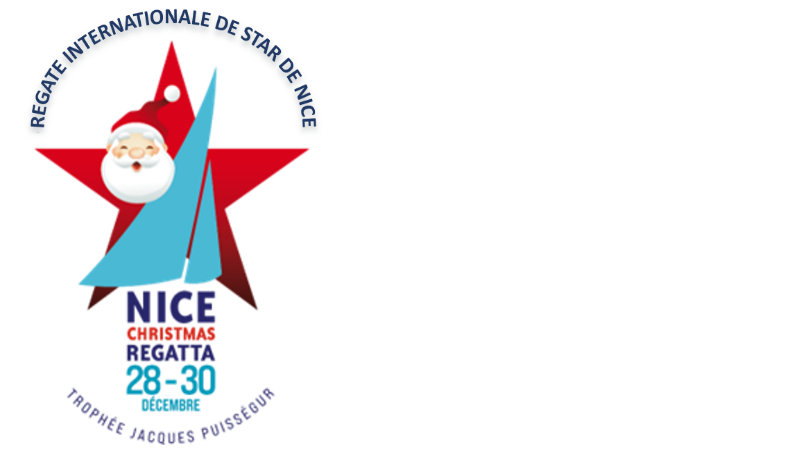 REGATE INTERNATIONALE DE STAR DE NICE
NICE
CHRISTMAS
REGATTA
28-30
DÉCEMBRE
TROPHÉE JACQUES PUISSÉGUR